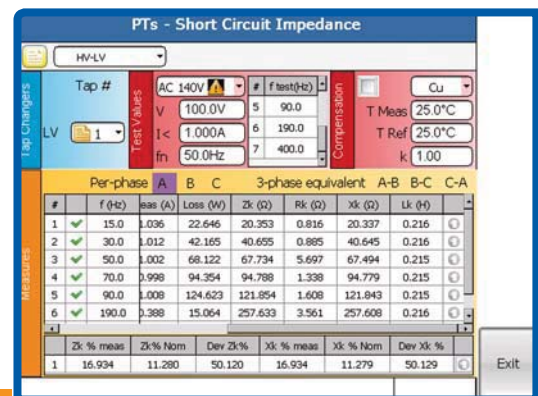 PTs - Short Circuit Impedance
HV-LV
Tap Changers
Tap #
LV 1
Test Values
AC 140V
V 100.0V
I< 1.000A
fn 50.0Hz
# f test(Hz)
5 90.0
6 190.0
7 400.0
Compensation
Cu
T Meas 25.0°C
T Ref 25.0°C
k 1.00
Measures
Per-phase A B C 3-phase equivalent A-B B-C C-A
# f (Hz) eas (A) Loss (W) Zk (Ω) Rk (Ω) Xk (Ω) Lk (H)
1 15.0 1.036 22.646 20.353 0.816 20.337 0.216
2 30.0 1.012 42.165 40.655 0.885 40.645 0.216
3 50.0 1.002 68.122 67.734 5.697 67.494 0.215
4 70.0 0.998 94.354 94.788 1.338 94.779 0.215
5 90.0 1.008 124.623 121.854 1.608 121.843 0.215
6 190.0 0.388 15.064 257.633 3.561 257.608 0.216
Zk % meas Zk% Nom Dev Zk% Xk % meas Xk % Nom Dev Xk %
1 16.934 11.280 50.120 16.934 11.279 50.129
Exit